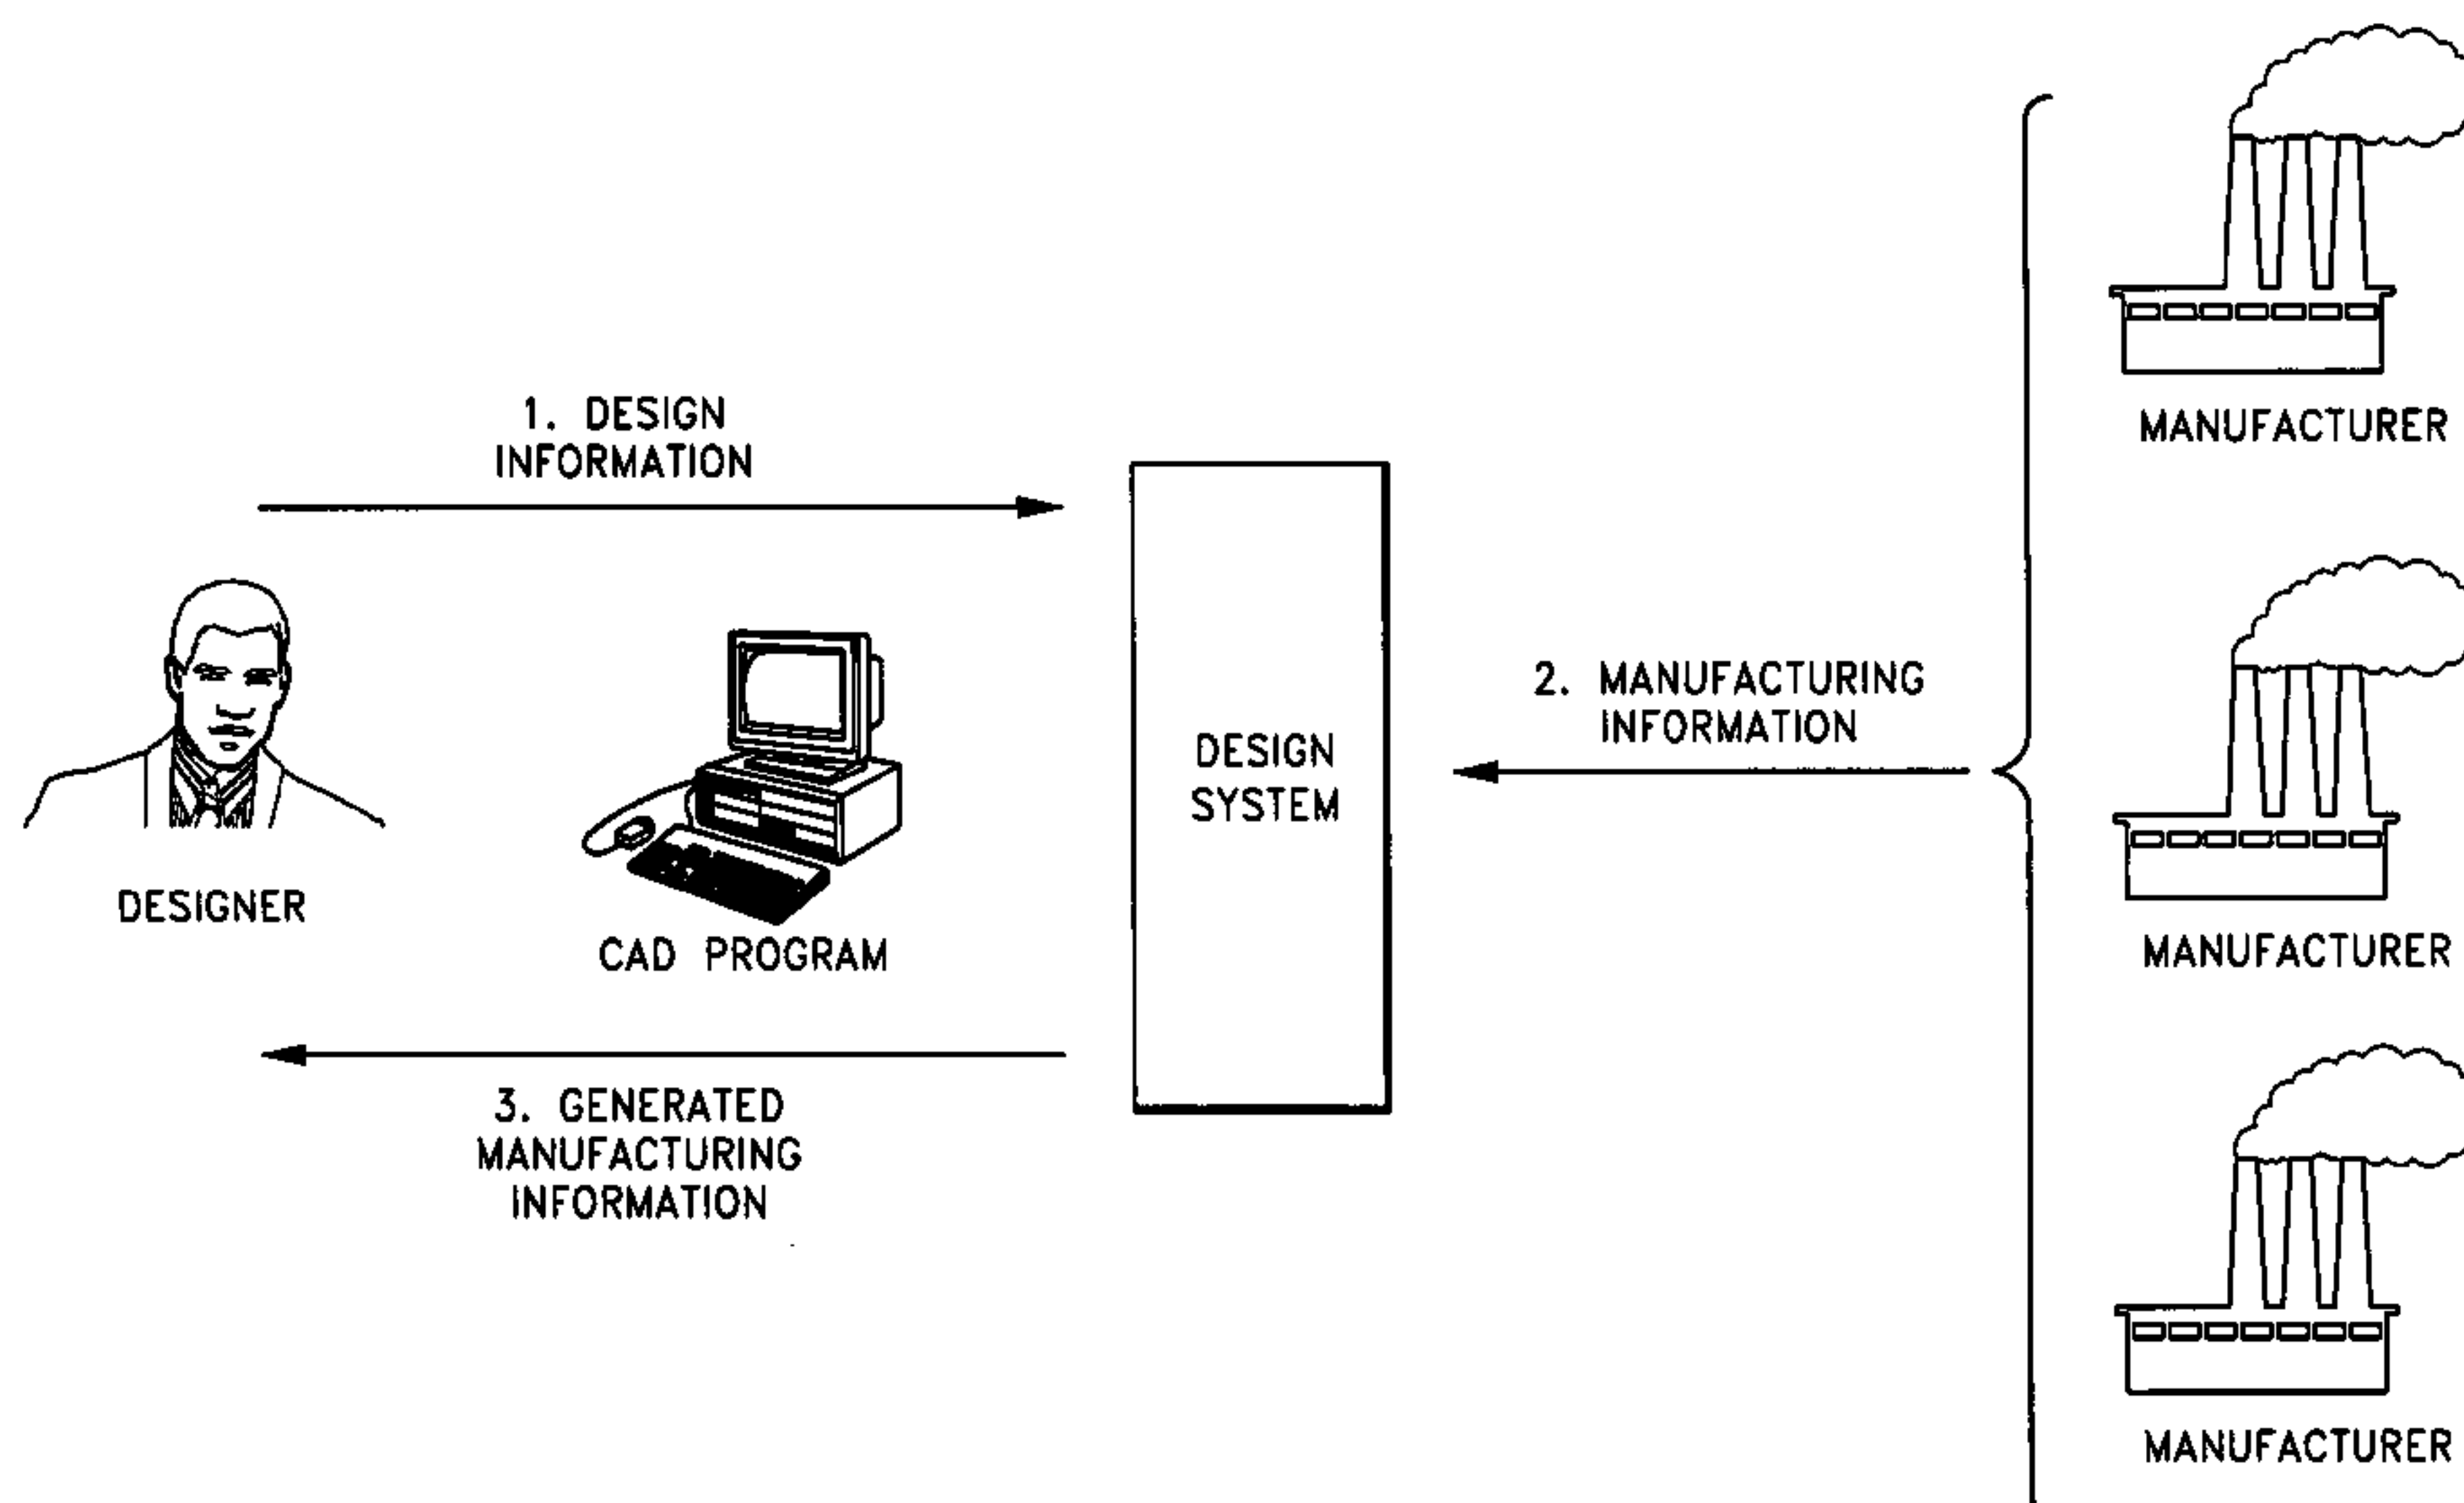 1. DESIGN
INFORMATION
DESIGNER
CAD PROGRAM
3. GENERATED
MANUFACTURING
INFORMATION
DESIGN
SYSTEM
2. MANUFACTURING
INFORMATION
MANUFACTURER
MANUFACTURER
MANUFACTURER